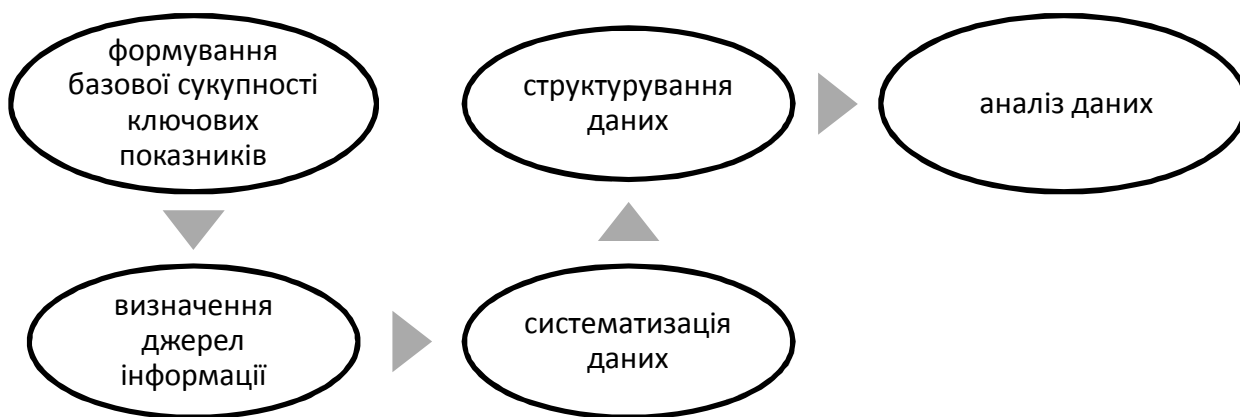 формування
базової сукупності
ключових
показників
визначення
джерел
інформації
систематизація
даних
структурування
даних
аналіз даних